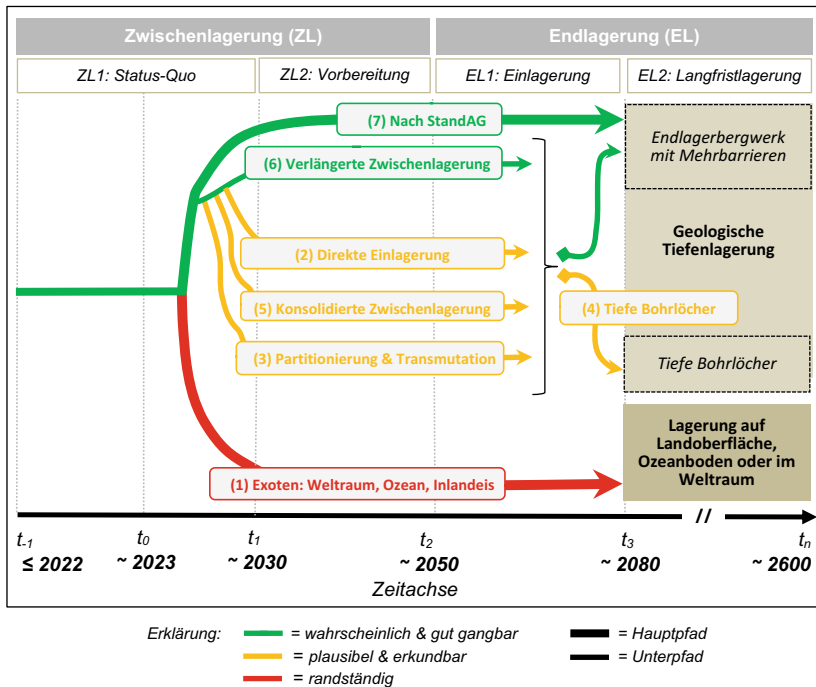 Zwischenlagerung (ZL)
Endlagerung (EL)
ZL1: Status-Quo
ZL2: Vorbereitung
EL1: Einlagerung
EL2: Langfristlagerung
(7) Nach StandAG
(6) Verlängerte Zwischenlagerung
Endlagerbergwerk
mit Mehrbarrieren
(2) Direkte Einlagerung
Geologische
Tiefenlagerung
(5) Konsolidierte Zwischenlagerung
(4) Tiefe Bohrlöcher
(3) Partitionierung & Transmutation
Tiefe Bohrlöcher
(1) Exoten: Weltraum, Ozean, Inlandeis
Lagerung auf
Landoberfläche,
Ozeanboden oder im
Weltraum
//
t-1
t0
t1
t2
t3
tn
≤ 2022
~ 2023
~ 2030
~ 2050
~ 2080
~ 2600
Zeitachse
Erklärung:
= wahrscheinlich & gut gangbar
= Hauptpfad
= plausibel & erkundbar
= Unterpfad
= randständig